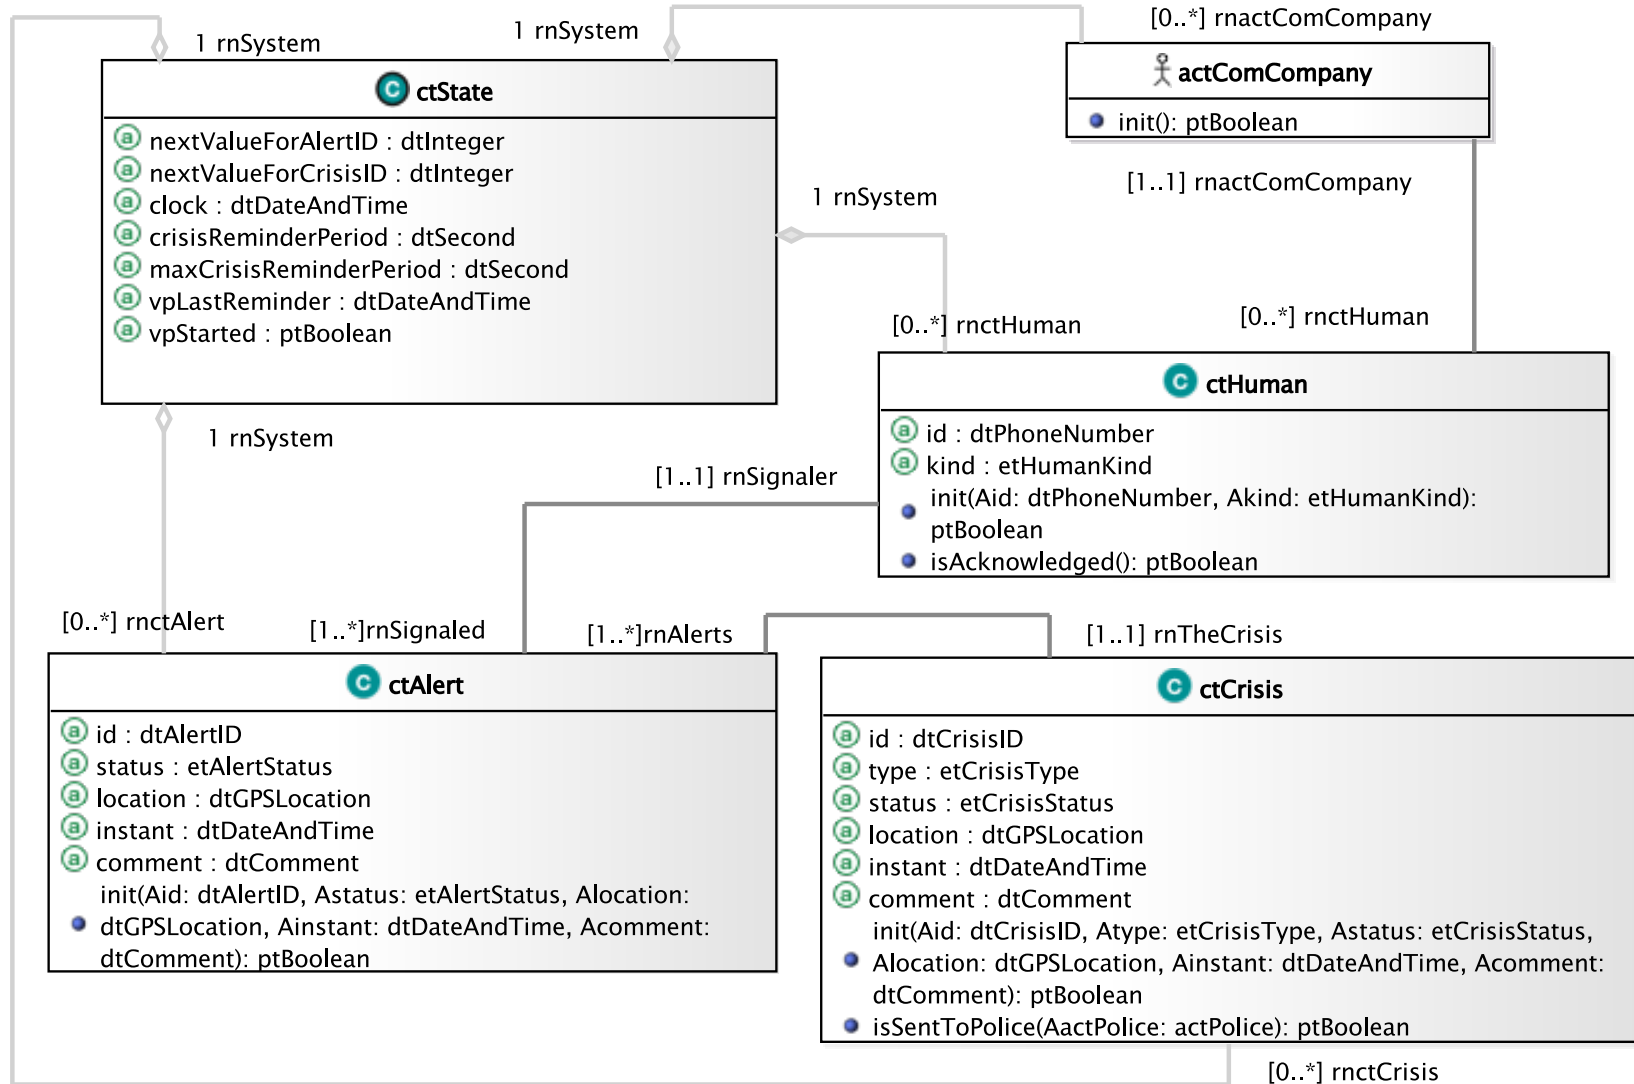 [0..*] rnactComCompany
1 rnSystem
1 rnSystem
actComCompany
init(): ptBoolean
ctState
nextValueForAlertID : dtInteger
nextValueForCrisisID : dtInteger
clock : dtDateAndTime
crisisReminderPeriod : dtSecond
maxCrisisReminderPeriod : dtSecond
vpLastReminder : dtDateAndTime
vpStarted : ptBoolean
[1..1] rnactComCompany
1 rnSystem
[0..*] rnctHuman
[0..*] rnctHuman
ctHuman
id : dtPhoneNumber
kind : etHumanKind
init(Aid: dtPhoneNumber, Akind: etHumanKind):
ptBoolean
isAcknowledged(): ptBoolean
1 rnSystem
[1..1] rnSignaler
[0..*] rnctAlert
[1..*]rnSignaled
[1..*]rnAlerts
[1..1] rnTheCrisis
ctAlert
id : dtAlertID
status : etAlertStatus
location : dtGPSLocation
instant : dtDateAndTime
comment : dtComment
init(Aid: dtAlertID, Astatus: etAlertStatus, Alocation:
dtGPSLocation, Ainstant: dtDateAndTime, Acomment:
dtComment): ptBoolean
ctCrisis
id : dtCrisisID
type : etCrisisType
status : etCrisisStatus
location : dtGPSLocation
instant : dtDateAndTime
comment : dtComment
init(Aid: dtCrisisID, Atype: etCrisisType, Astatus: etCrisisStatus,
Alocation: dtGPSLocation, Ainstant: dtDateAndTime, Acomment:
dtComment): ptBoolean
isSentToPolice(AactPolice: actPolice): ptBoolean
[0..*] rnctCrisis